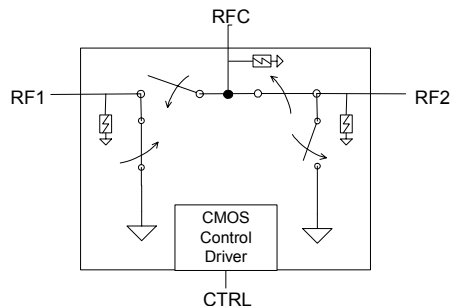 RFC
RF1
RF2
CMOS
Control
Driver
CTRL